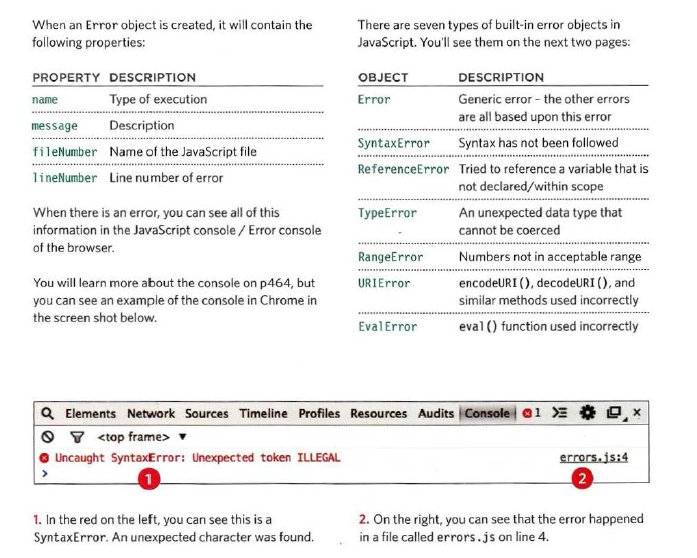 When an Error object is created, it will contain the
following properties:
PROPERTY DESCRIPTION
name Type of execution
message Description
fileNumber Name of the JavaScript file
lineNumber Line number of error
When there is an error, you can see all of this
information in the JavaScript console / Error console
of the browser.
You will learn more about the console on p464, but
you can see an example of the console in Chrome in
the screen shot below.
There are seven types of built-in error objects in
JavaScript. You'll see them on the next two pages:
OBJECT DESCRIPTION
Error Generic error - the other errors
are all based upon this error
SyntaxError Syntax has not been followed
ReferenceError Tried to reference a variable that is
not declared/within scope
TypeError An unexpected data type that
cannot be coerced
RangeError Numbers not in acceptable range
URIError encodeURI(), decodeURI(), and
similar methods used incorrectly
EvalError eval() function used incorrectly
Elements Network Sources Timeline Profiles Resources Audits Console 1
<top frame> ▼
Uncaught SyntaxError: Unexpected token ILLEGAL errors.js:4
>
1 2
1. In the red on the left, you can see this is a
SyntaxError. An unexpected character was found.
2. On the right, you can see that the error happened
in a file called errors.js on line 4.